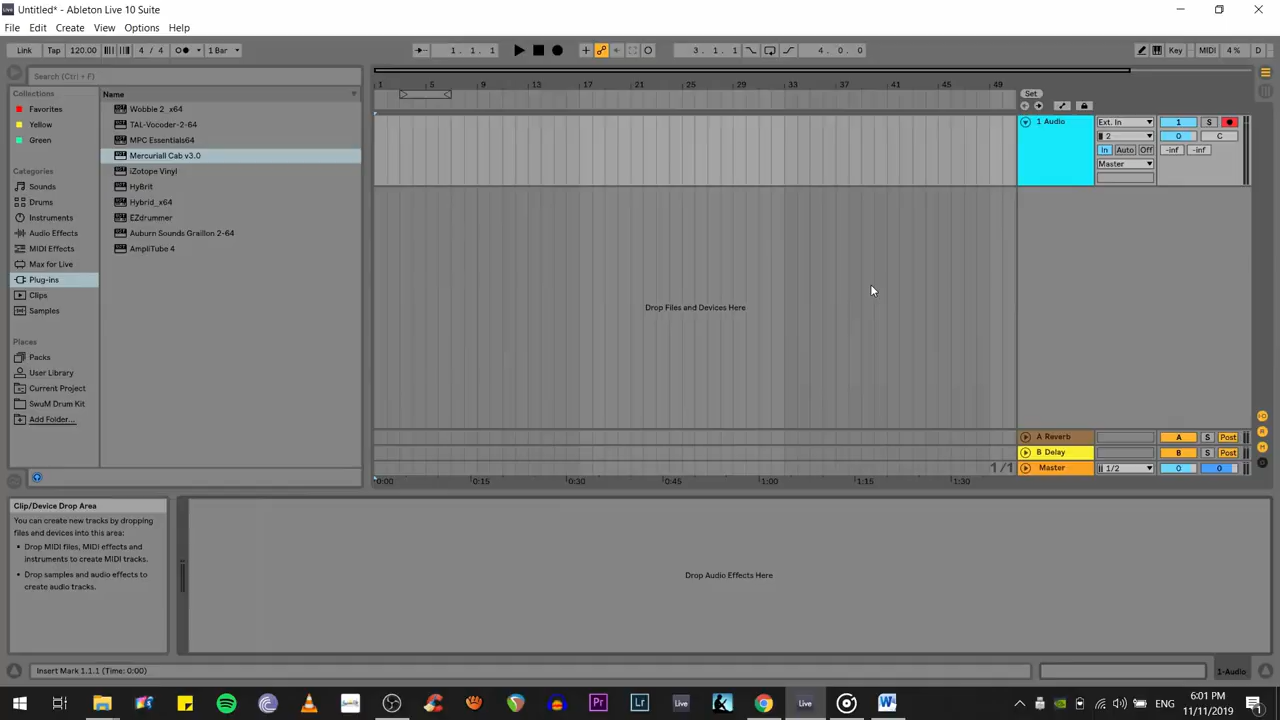 Untitled* - Ableton Live 10 Suite
File Edit Create View Options Help
Link Tap 120.00 4 / 4 1 Bar 1. 1. 1 3. 1. 1 4. 0. 0 Key MIDI 4 % D
Search (Ctrl + F)
Collections
Favorites
Yellow
Green
Categories
Sounds
Drums
Instruments
Audio Effects
MIDI Effects
Max for Live
Plug-ins
Clips
Samples
Places
Packs
User Library
Current Project
SwuM Drum Kit
Add Folder...
Name
Wobble 2_x64
TAL-Vocoder-2-64
MPC Essentials64
Mercuriall Cab v3.0
iZotope Vinyl
HyBrit
Hybrid_x64
EZdrummer
Auburn Sounds Graillon 2-64
AmpliTube 4
1 5 9 13 17 21 25 29 33 37 41 45 49
Set
1 Audio Ext. In 1 S
2 0 C
In Auto Off -inf -inf
Master
Drop Files and Devices Here
A Reverb A S Post
B Delay B S Post
1/1 Master 1/2 0 0
0:00 0:15 0:30 0:45 1:00 1:15 1:30
Clip/Device Drop Area
You can create new tracks by dropping
files and devices into this area:
• Drop MIDI files, MIDI effects and
instruments to create MIDI tracks.
• Drop samples and audio effects to
create audio tracks.
Drop Audio Effects Here
Insert Mark 1.1.1 (Time: 0:00)
1-Audio
Pr Lr Live Live W
ENG
6:01 PM
11/11/2019